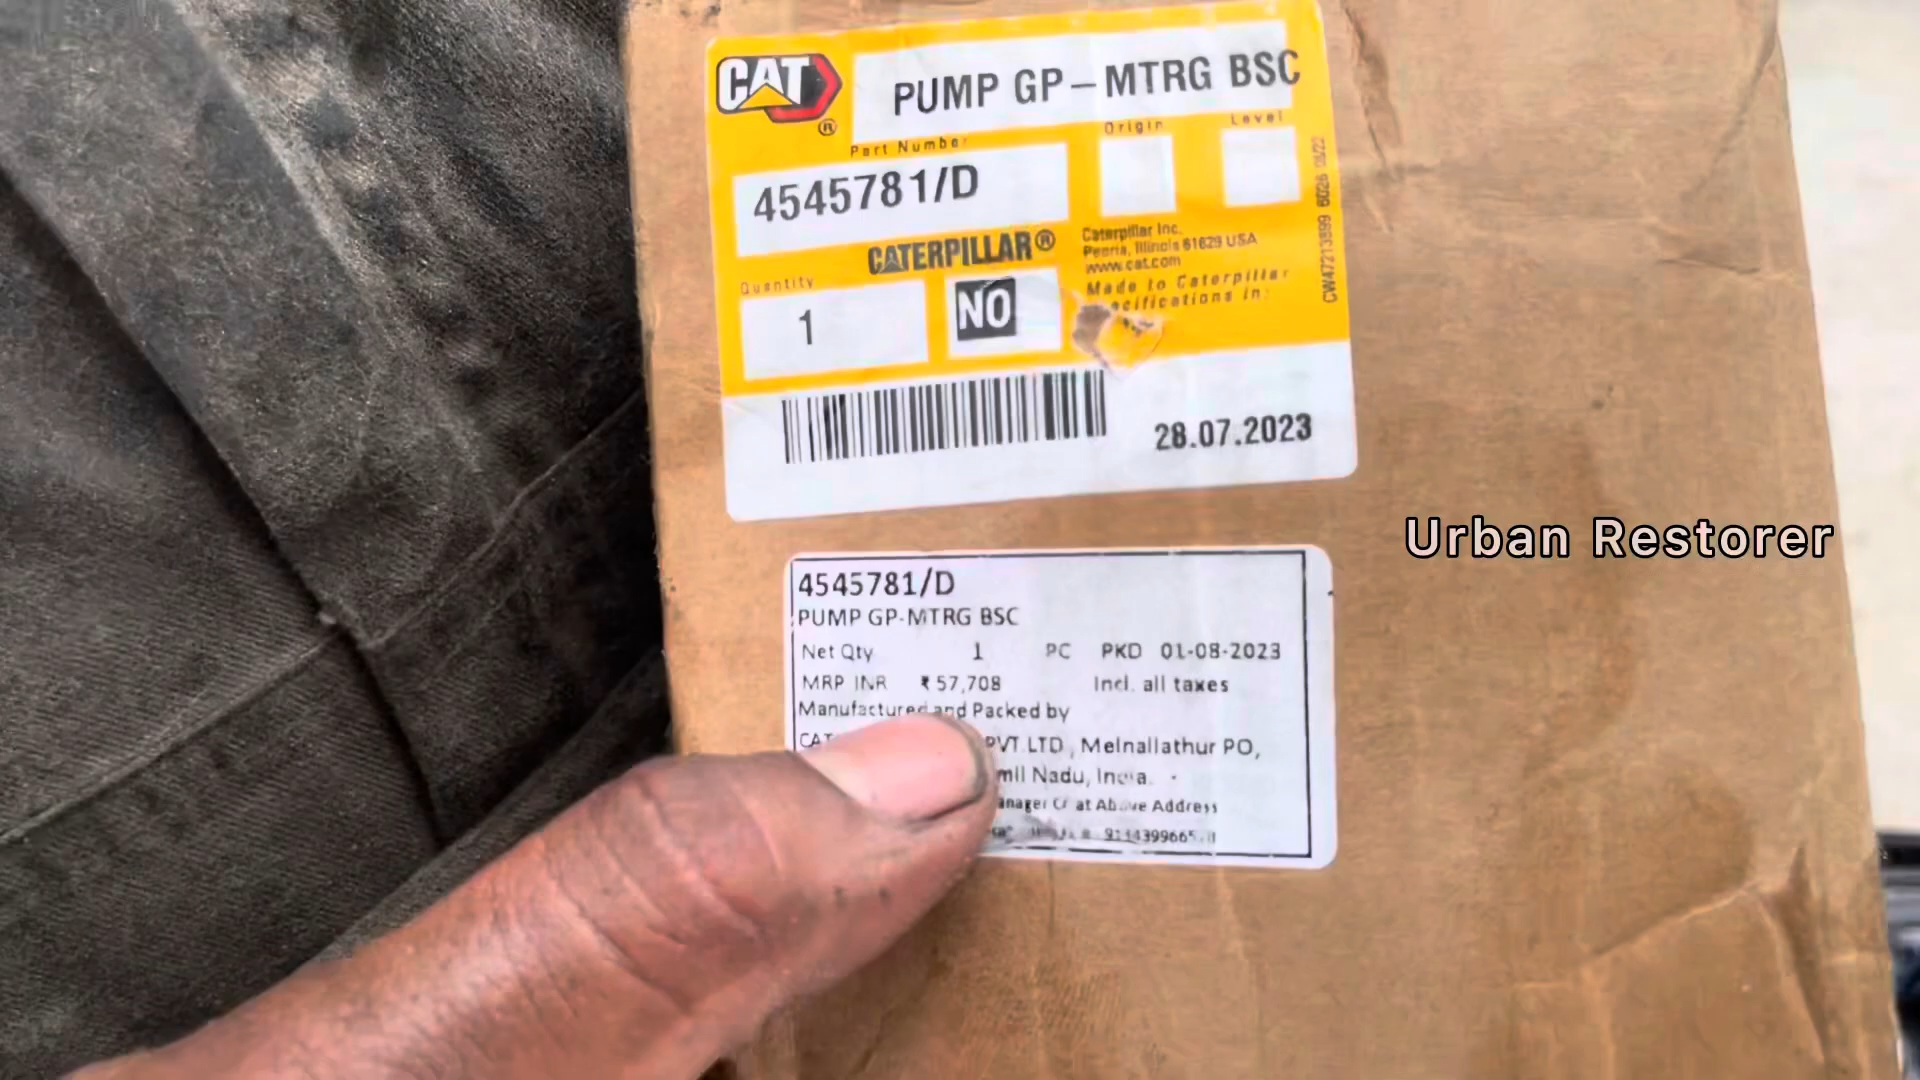 CAT
®
PUMP GP-MTRG BSC
Part Number
Origin
Level
4545781/D
CATERPILLAR®
Caterpillar Inc.
Peoria, Illinois 61629 USA
www.cat.com
Made to Caterpillar
in:
Quantity
1
NO
28.07.2023
Urban Restorer
4545781/D
PUMP GP-MTRG BSC
Net Qty 1 PC PKD 01-08-2023
MRP INR ₹ 57,708 Incl. all taxes
Manufactured and Packed by
PVT.LTD, Melnallathur PO,
Nadu, India.
at Above Address